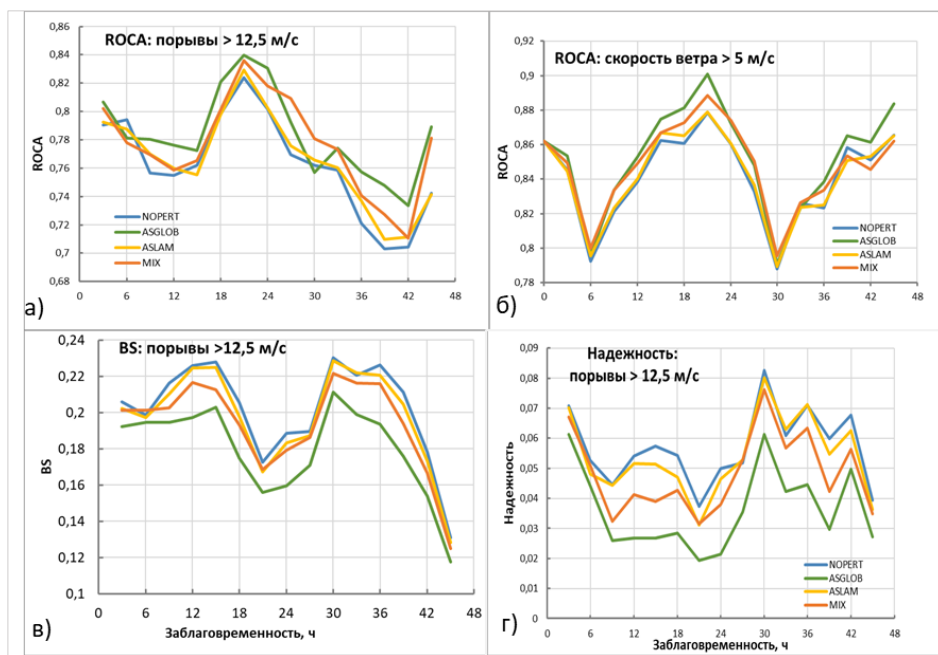 ROCA: порывы > 12,5 м/с
0,86
0,84
0,82
0,8
0,78
0,76
0,74
0,72
0,7
0,68
ROCA
NOPERT
ASGLOB
ASLAM
MIX
0 6 12 18 24 30 36 42 48
а)
ROCA: скорость ветра > 5 м/с
0,92
0,9
0,88
0,86
0,84
0,82
0,8
0,78
ROCA
NOPERT
ASGLOB
ASLAM
MIX
0 6 12 18 24 30 36 42 48
б)
BS: порывы >12,5 м/с
0,24
0,22
0,2
0,18
0,16
0,14
0,12
0,1
BS
0 6 12 18 24 30 36 42 48
Заблаговременность, ч
в)
Надежность:
порывы > 12,5 м/с
0,09
0,08
0,07
0,06
0,05
0,04
0,03
0,02
0,01
0
Надежность
NOPERT
ASGLOB
ASLAM
MIX
0 6 12 18 24 30 36 42 48
Заблаговременность, ч
г)